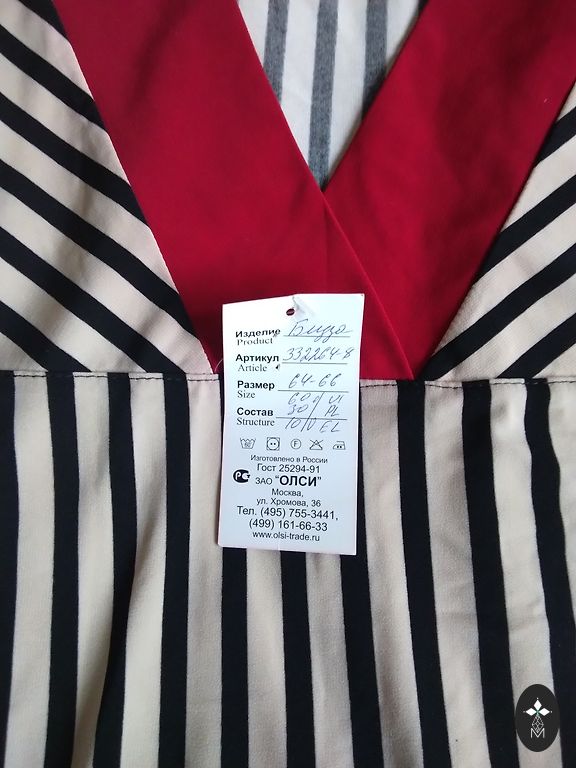 Изделие Блуза
Product
Артикул 332264-8
Article
Размер 64-66
Size
Состав 60% VI
30% PL
Structure 10% EL
60°
F
Изготовлено в России
Гост 25294-91
РС ЗАО "ОЛСИ"
Москва,
ул. Хромова, 36
Тел. (495) 755-3441,
(499) 161-66-33
www.olsi-trade.ru
M